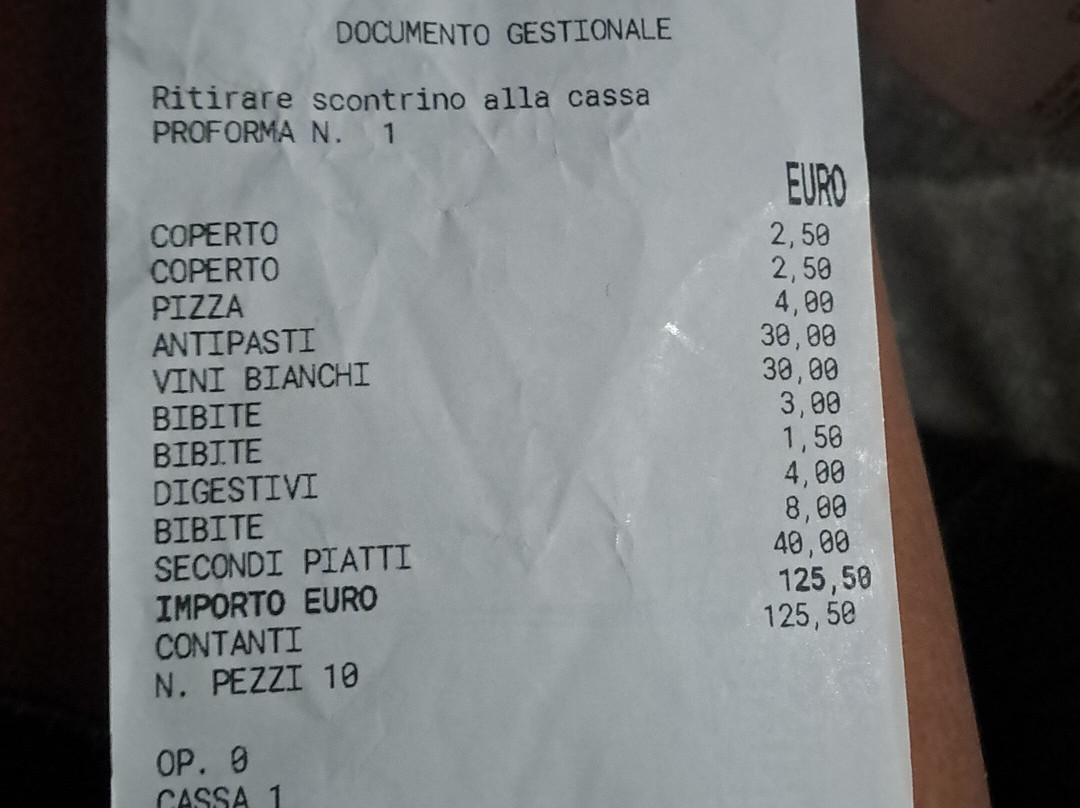 DOCUMENTO GESTIONALE
Ritirare scontrino alla cassa
PROFORMA N. 1
EURO
COPERTO 2,50
COPERTO 2,50
PIZZA 4,00
ANTIPASTI 30,00
VINI BIANCHI 30,00
BIBITE 3,00
BIBITE 1,50
DIGESTIVI 4,00
BIBITE 8,00
SECONDI PIATTI 40,00
IMPORTO EURO 125,50
CONTANTI 125,50
N. PEZZI 10
OP. 0
CASSA 1